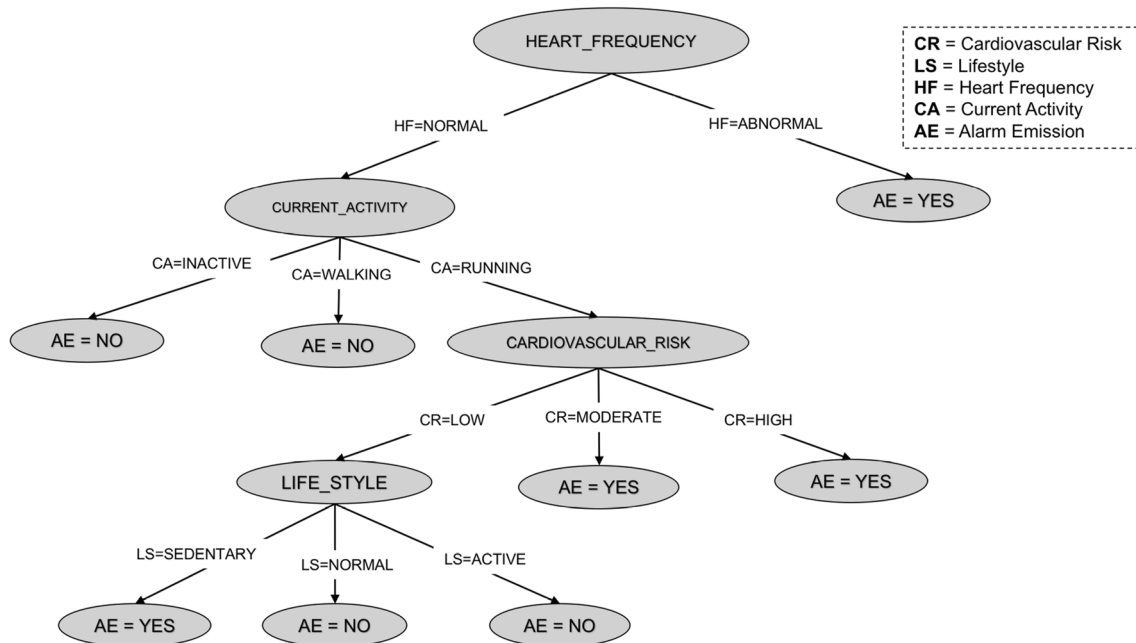 HEART_FREQUENCY
CR = Cardiovascular Risk
LS = Lifestyle
HF = Heart Frequency
CA = Current Activity
AE = Alarm Emission
HF=NORMAL
HF=ABNORMAL
CURRENT_ACTIVITY
AE = YES
CA=INACTIVE
CA=WALKING
CA=RUNNING
AE = NO
AE = NO
CARDIOVASCULAR_RISK
CR=LOW
CR=MODERATE
CR=HIGH
LIFE_STYLE
AE = YES
AE = YES
LS=SEDENTARY
LS=NORMAL
LS=ACTIVE
AE = YES
AE = NO
AE = NO